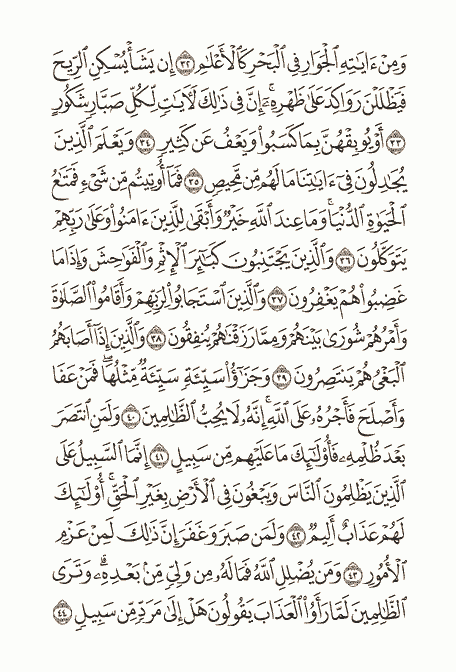 وَمِنْ ءَايَٰتِهِ ٱلْجَوَارِ فِى ٱلْبَحْرِ كَٱلْأَعْلَٰمِ ٣٢ إِن يَشَأْ يُسْكِنِ ٱلرِّيحَ
فَيَظْلَلْنَ رَوَاكِدَ عَلَىٰ ظَهْرِهِۦٓ ۚ إِنَّ فِى ذَٰلِكَ لَءَايَٰتٍ لِّكُلِّ صَبَّارٍ شَكُورٍ
٣٣ أَوْ يُوبِقْهُنَّ بِمَا كَسَبُوا۟ وَيَعْفُ عَن كَثِيرٍ ٣٤ وَيَعْلَمَ ٱلَّذِينَ
يُجَٰدِلُونَ فِىٓ ءَايَٰتِنَا مَا لَهُم مِّن مَّحِيصٍ ٣٥ فَمَآ أُوتِيتُم مِّن شَىْءٍ فَمَتَٰعُ
ٱلْحَيَوٰةِ ٱلدُّنْيَا ۖ وَمَا عِندَ ٱللَّهِ خَيْرٌ وَأَبْقَىٰ لِلَّذِينَ ءَامَنُوا۟ وَعَلَىٰ رَبِّهِمْ
يَتَوَكَّلُونَ ٣٦ وَٱلَّذِينَ يَجْتَنِبُونَ كَبَٰٓئِرَ ٱلْإِثْمِ وَٱلْفَوَٰحِشَ وَإِذَا مَا
غَضِبُوا۟ هُمْ يَغْفِرُونَ ٣٧ وَٱلَّذِينَ ٱسْتَجَابُوا۟ لِرَبِّهِمْ وَأَقَامُوا۟ ٱلصَّلَوٰةَ
وَأَمْرُهُمْ شُورَىٰ بَيْنَهُمْ وَمِمَّا رَزَقْنَٰهُمْ يُنفِقُونَ ٣٨ وَٱلَّذِينَ إِذَآ أَصَابَهُمُ
ٱلْبَغْىُ هُمْ يَنتَصِرُونَ ٣٩ وَجَزَٰٓؤُا۟ سَيِّئَةٍ سَيِّئَةٌ مِّثْلُهَا ۖ فَمَنْ عَفَا
وَأَصْلَحَ فَأَجْرُهُۥ عَلَى ٱللَّهِ ۚ إِنَّهُۥ لَا يُحِبُّ ٱلظَّٰلِمِينَ ٤٠ وَلَمَنِ ٱنتَصَرَ
بَعْدَ ظُلْمِهِۦ فَأُو۟لَٰٓئِكَ مَا عَلَيْهِم مِّن سَبِيلٍ ٤١ إِنَّمَا ٱلسَّبِيلُ عَلَى
ٱلَّذِينَ يَظْلِمُونَ ٱلنَّاسَ وَيَبْغُونَ فِى ٱلْأَرْضِ بِغَيْرِ ٱلْحَقِّ ۚ أُو۟لَٰٓئِكَ
لَهُمْ عَذَابٌ أَلِيمٌ ٤٢ وَلَمَن صَبَرَ وَغَفَرَ إِنَّ ذَٰلِكَ لَمِنْ عَزْمِ
ٱلْأُمُورِ ٤٣ وَمَن يُضْلِلِ ٱللَّهُ فَمَا لَهُۥ مِن وَلِىٍّ مِّنۢ بَعْدِهِۦ ۗ وَتَرَى
ٱلظَّٰلِمِينَ لَمَّا رَأَوُا۟ ٱلْعَذَابَ يَقُولُونَ هَلْ إِلَىٰ مَرَدٍّ مِّن سَبِيلٍ ٤٤